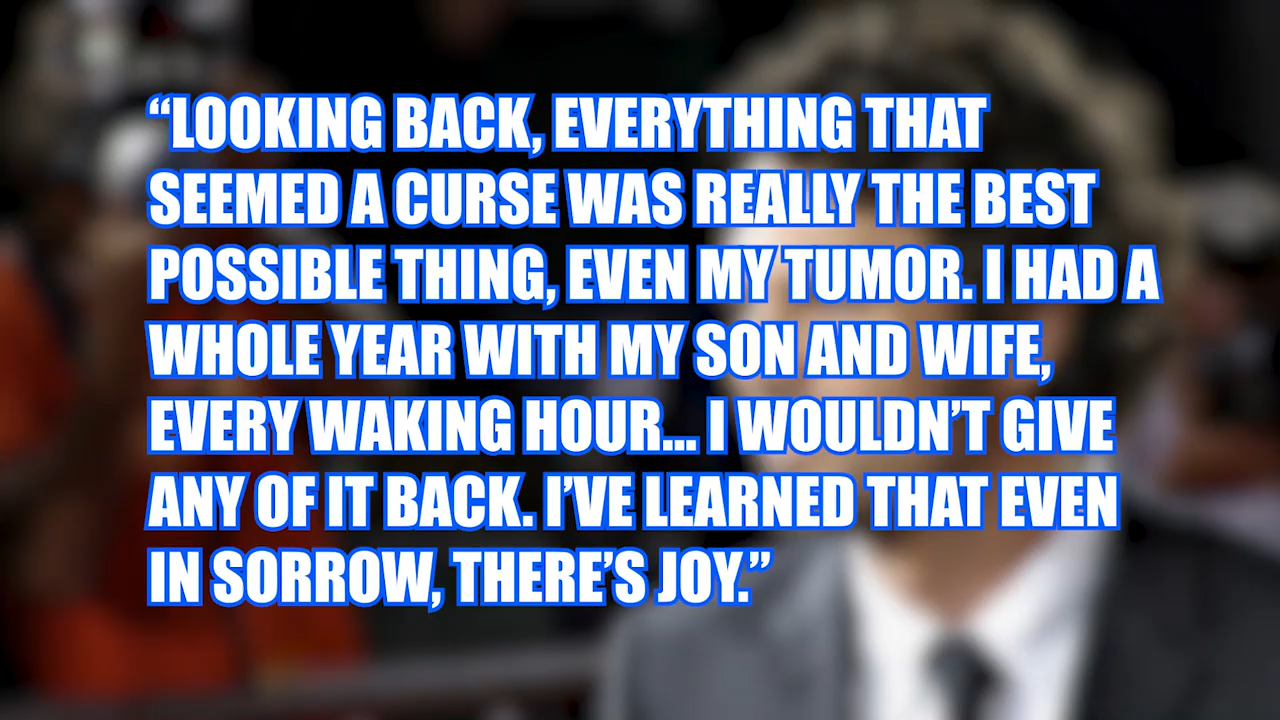 “LOOKING BACK, EVERYTHING THAT
SEEMED A CURSE WAS REALLY THE BEST
POSSIBLE THING, EVEN MY TUMOR. I HAD A
WHOLE YEAR WITH MY SON AND WIFE,
EVERY WAKING HOUR... I WOULDN’T GIVE
ANY OF IT BACK. I’VE LEARNED THAT EVEN
IN SORROW, THERE’S JOY.”